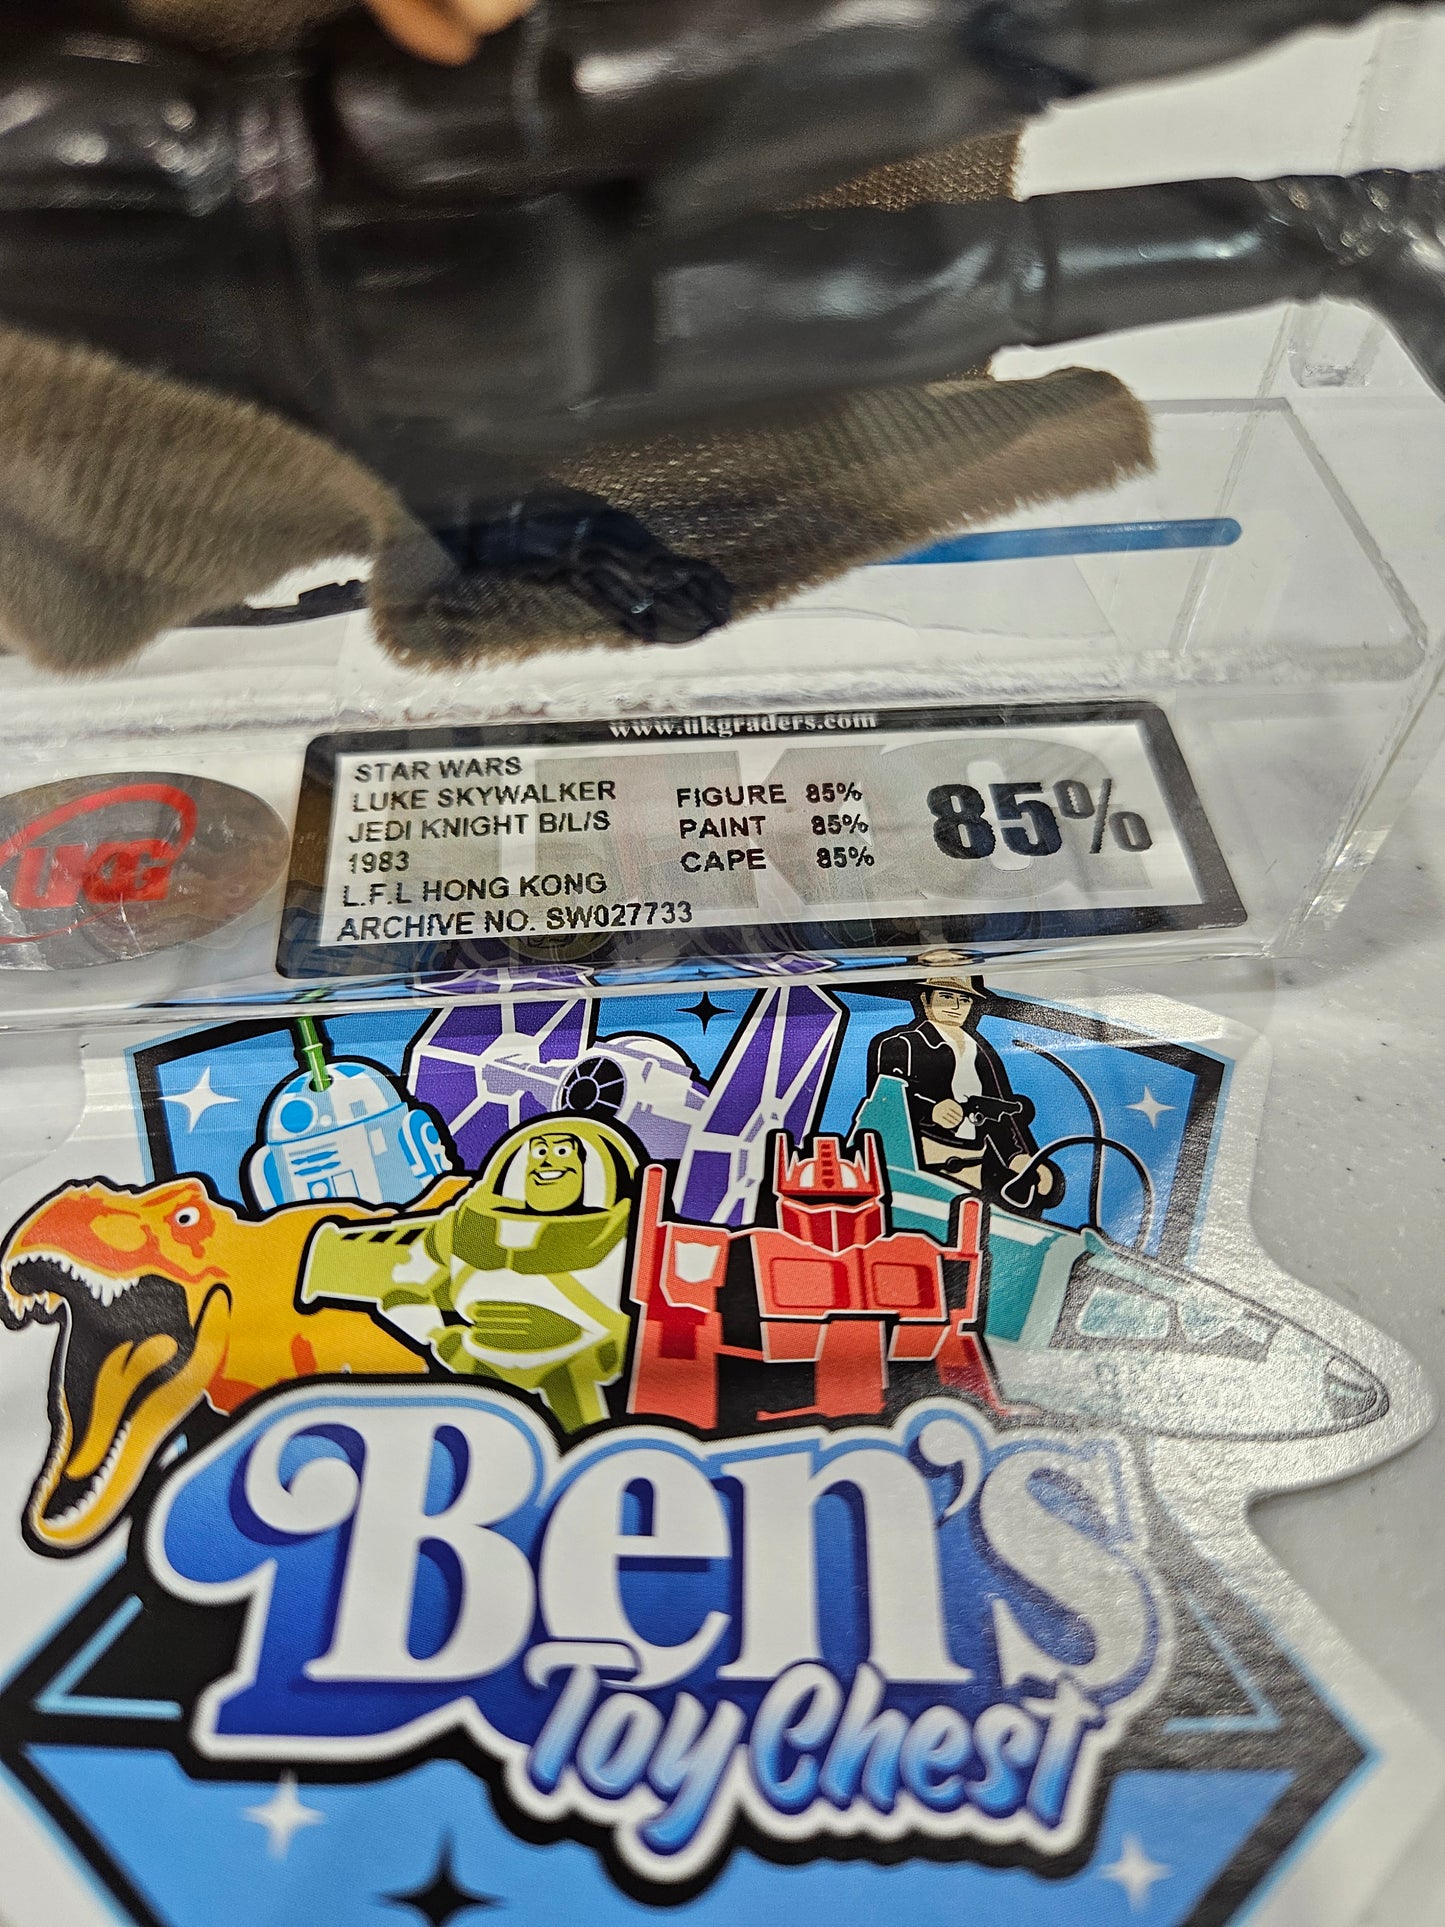 www.ukgraders.com
STAR WARS
LUKE SKYWALKER
JEDI KNIGHT B/L/S
1983
L.F.L HONG KONG
ARCHIVE NO. SW027733
FIGURE 85%
PAINT 85%
CAPE 85%
85%
UKG
Ben's
Toy Chest